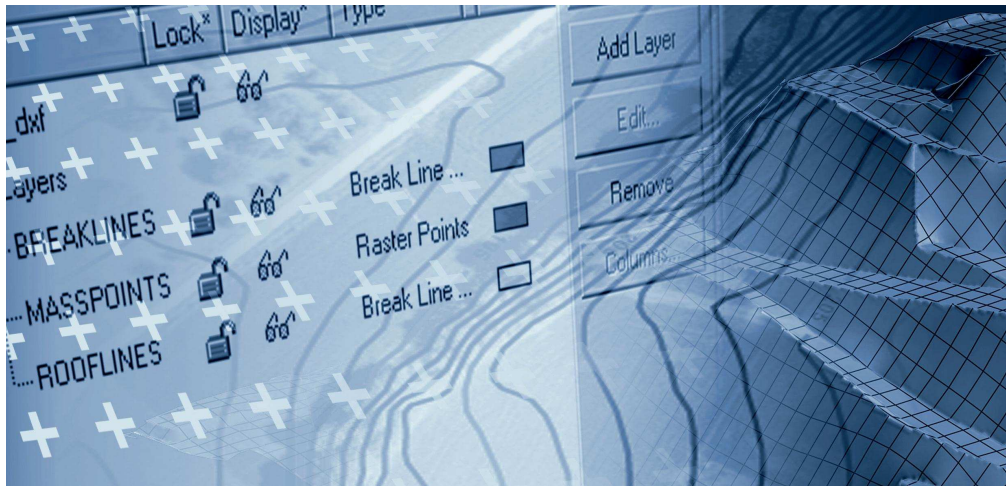 Lock* Display* Type
Add Layer
_dxf
Edit...
Layers
Break Line ...
Remove
BREAKLINES
Raster Points
Columns...
MASSPOINTS
Break Line ...
ROOFLINES